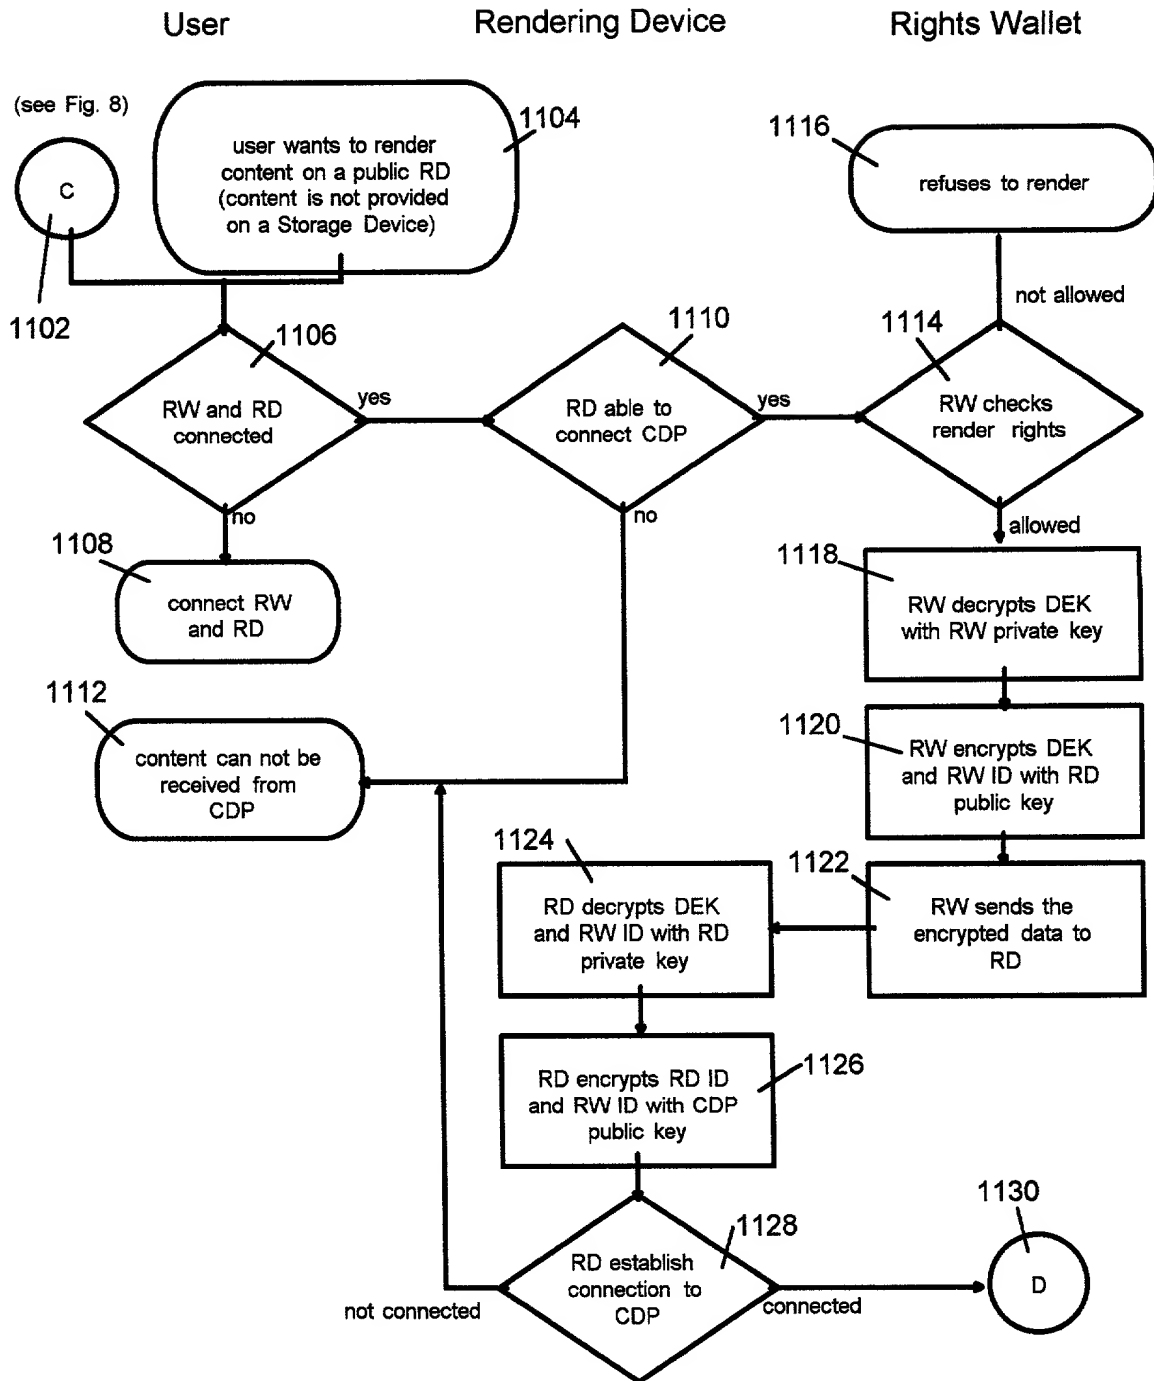 User
Rendering Device
Rights Wallet
(see Fig. 8)
C
1102
1104
user wants to render
content on a public RD
(content is not provided
on a Storage Device)
1116
refuses to render
not allowed
1106
RW and RD
connected
yes
no
1110
RD able to
connect CDP
yes
no
1114
RW checks
render rights
allowed
1108
connect RW
and RD
1118
RW decrypts DEK
with RW private key
1112
content can not be
received from
CDP
1120
RW encrypts DEK
and RW ID with RD
public key
1124
RD decrypts DEK
and RW ID with RD
private key
1122
RW sends the
encrypted data to
RD
1126
RD encrypts RD ID
and RW ID with CDP
public key
1128
RD establish
connection to
CDP
not connected
connected
1130
D